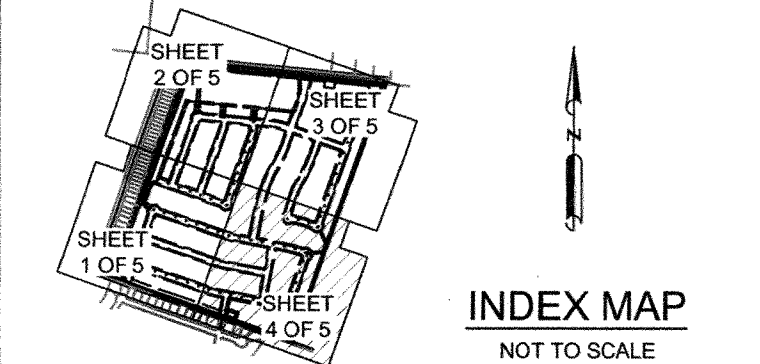 SHEET
2 OF 5
SHEET
3 OF 5
N
SHEET
1 OF 5
SHEET
4 OF 5
INDEX MAP
NOT TO SCALE